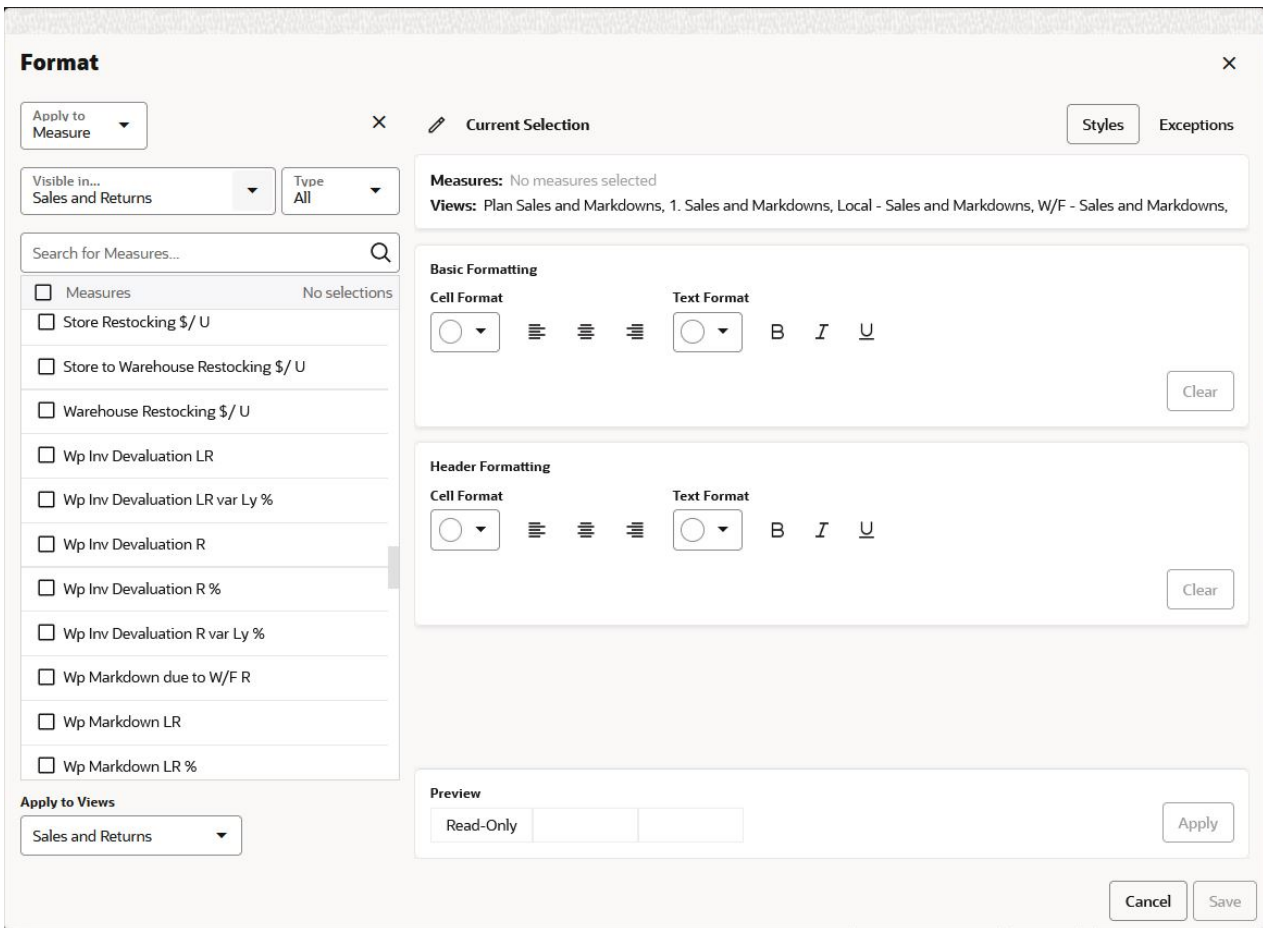 Format
Apply to
Measure
Current Selection
Styles
Exceptions
Visible in...
Sales and Returns
Type
All
Measures: No measures selected
Views: Plan Sales and Markdowns, 1. Sales and Markdowns, Local - Sales and Markdowns, W/F - Sales and Markdowns,
Search for Measures...
Measures No selections
Store Restocking $/ U
Store to Warehouse Restocking $/ U
Warehouse Restocking $/ U
Wp Inv Devaluation LR
Wp Inv Devaluation LR var Ly %
Wp Inv Devaluation R
Wp Inv Devaluation R %
Wp Inv Devaluation R var Ly %
Wp Markdown due to W/F R
Wp Markdown LR
Wp Markdown LR %
Apply to Views
Sales and Returns
Basic Formatting
Cell Format
Text Format
B I U
Clear
Header Formatting
Cell Format
Text Format
B I U
Clear
Preview
Read-Only
Apply
Cancel
Save